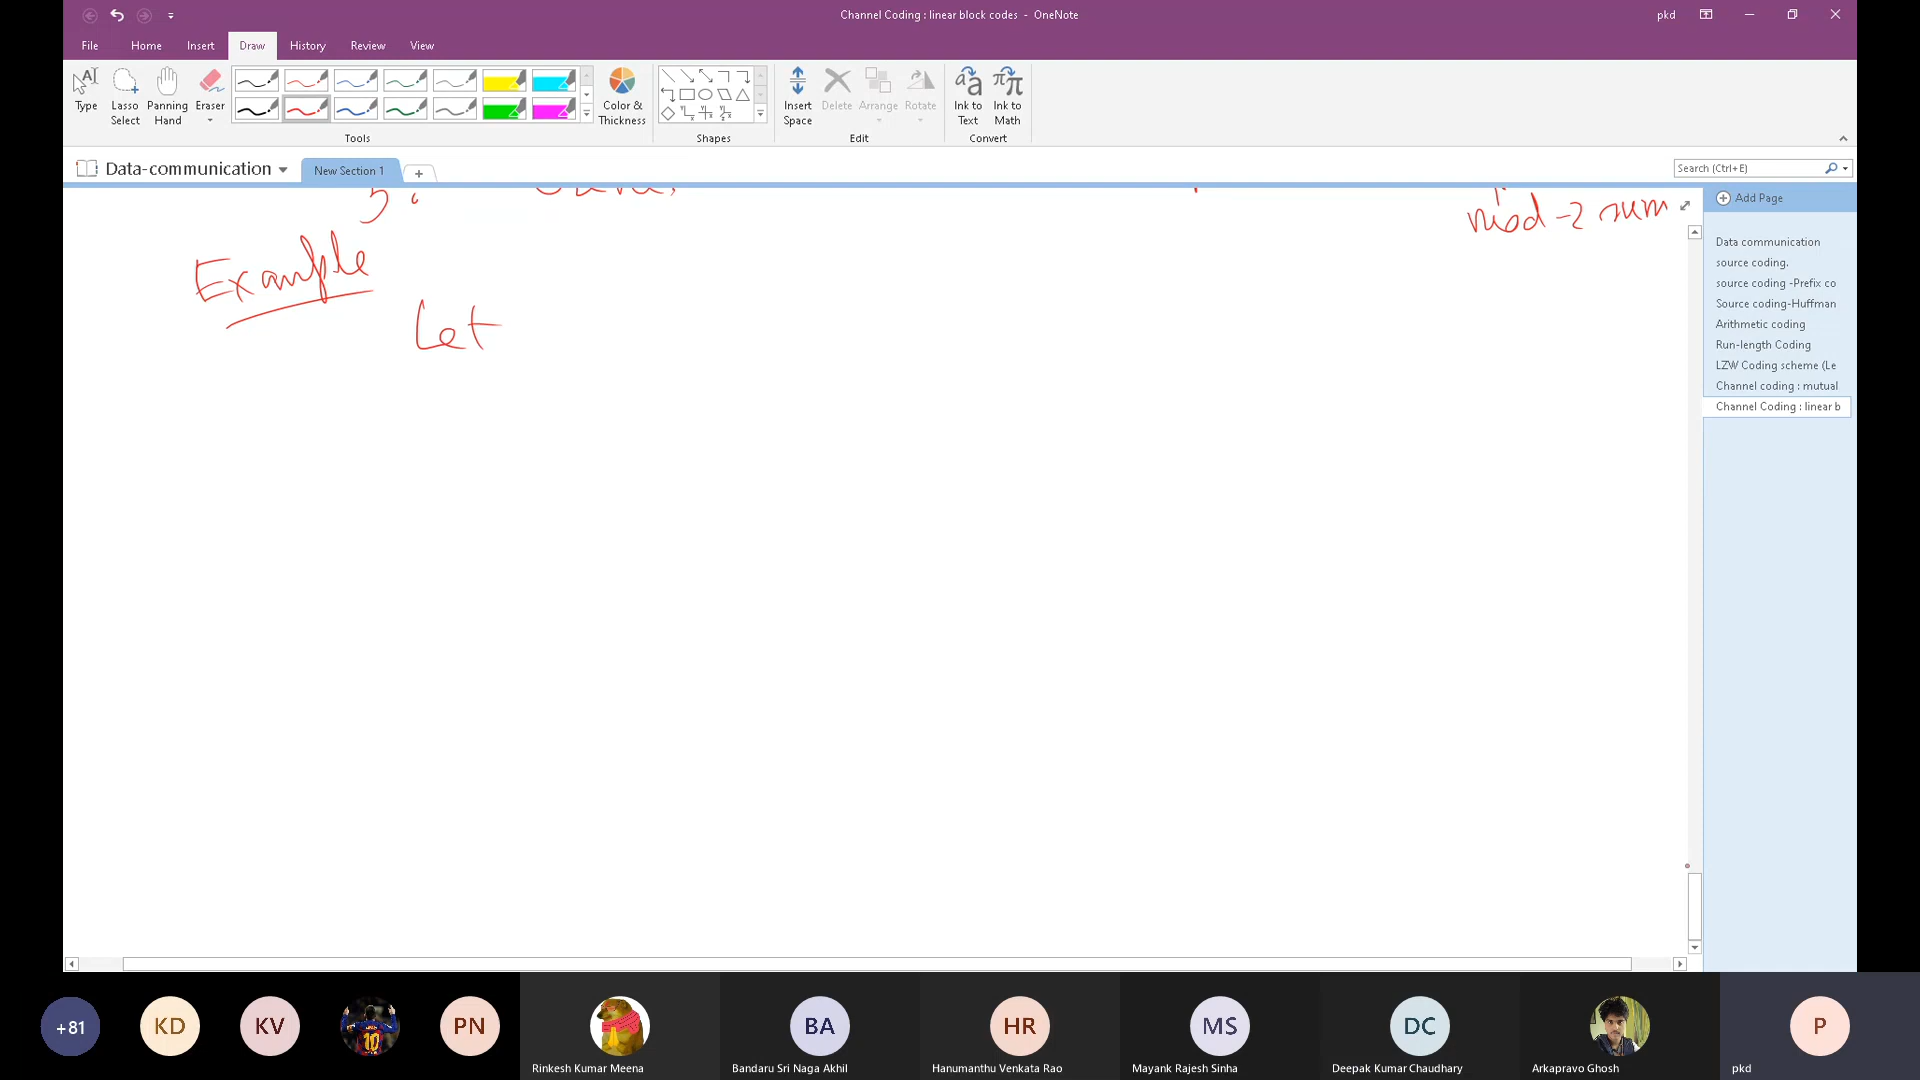 Channel Coding : linear block codes - OneNote
pkd
File Home Insert Draw History Review View
Type
Lasso Select
Panning Hand
Eraser
Color & Thickness
Insert Space
Delete
Arrange
Rotate
Ink to Text
Ink to Math
Tools
Shapes
Edit
Convert
Data-communication
New Section 1
Search (Ctrl+E)
Add Page
Data communication
source coding.
source coding -Prefix co
Source coding-Huffman
Arithmetic coding
Run-length Coding
LZW Coding scheme (Le
Channel coding : mutual
Channel Coding : linear b
mod-2 sum
Example
Let
+81
KD
KV
10
PN
BA
HR
MS
DC
P
Rinkesh Kumar Meena
Bandaru Sri Naga Akhil
Hanumanthu Venkata Rao
Mayank Rajesh Sinha
Deepak Kumar Chaudhary
Arkapravo Ghosh
pkd